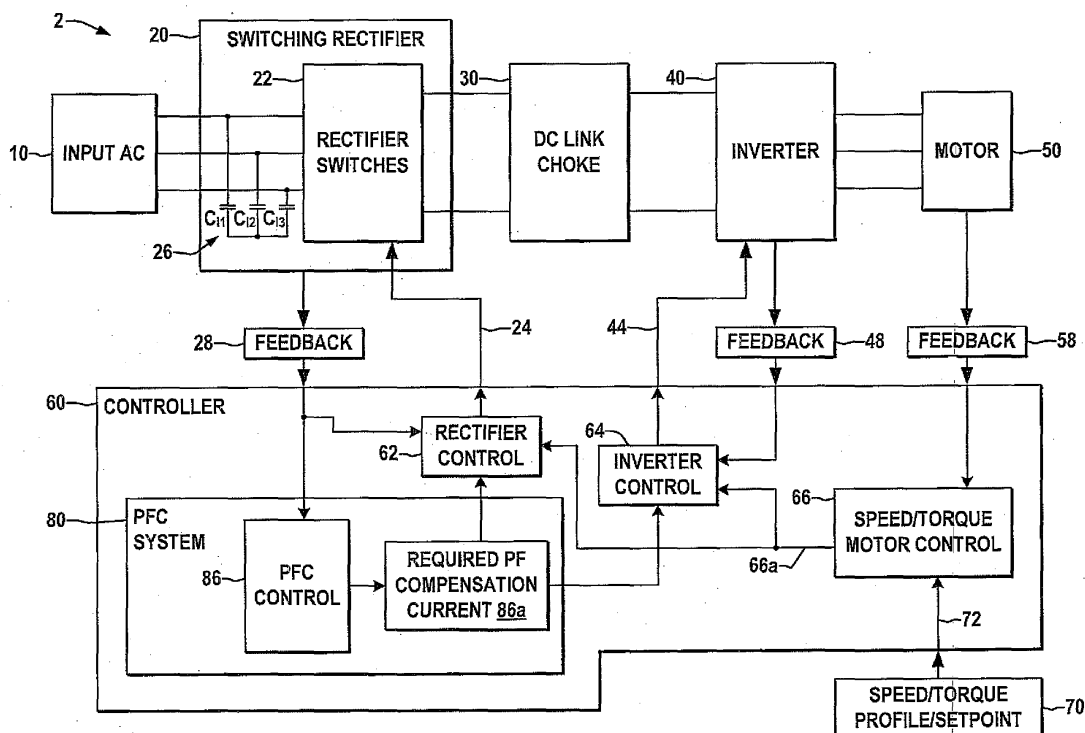 2
20
SWITCHING RECTIFIER
22
RECTIFIER
SWITCHES
10
INPUT AC
CI1 CI2 CI3
26
30
DC LINK
CHOKE
40
INVERTER
MOTOR
50
28
FEEDBACK
24
44
FEEDBACK
48
FEEDBACK
58
60
CONTROLLER
62
RECTIFIER
CONTROL
64
INVERTER
CONTROL
66
SPEED/TORQUE
MOTOR CONTROL
66a
80
PFC
SYSTEM
86
PFC
CONTROL
REQUIRED PF
COMPENSATION
CURRENT 86a
72
SPEED/TORQUE
PROFILE/SETPOINT
70